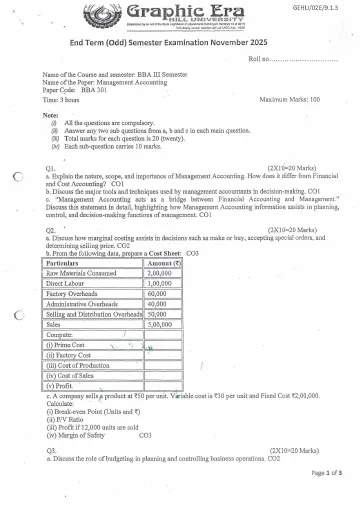 GEHU/02E/9.1.3
Graphic Era
HILL UNIVERSITY
End Term (Odd) Semester Examination November 2025
Roll no..............................
Name of the Course and semester: BBA III Semester
Name of the Paper: Management Accounting
Paper Code: BBA 301
Time: 3 hours Maximum Marks: 100
Note:
(i) All the questions are compulsory.
(ii) Answer any two sub questions from a, b and c in each main question.
(iii) Total marks for each question is 20 (twenty).
(iv) Each sub-question carries 10 marks.
Q1. (2X10=20 Marks)
a. Explain the nature, scope, and importance of Management Accounting. How does it differ from Financial
and Cost Accounting? CO1
b. Discuss the major tools and techniques used by management accountants in decision-making. CO1
c. "Management Accounting acts as a bridge between Financial Accounting and Management."
Discuss this statement in detail, highlighting how Management Accounting information assists in planning,
control, and decision-making functions of management. CO1
Q2. (2X10=20 Marks)
a. Discuss how marginal costing assists in decisions such as make or buy, accepting special orders, and
determining selling price. CO2
b. From the following data, prepare a Cost Sheet: CO3
Particulars Amount (₹)
Raw Materials Consumed 2,00,000
Direct Labour 1,00,000
Factory Overheads 60,000
Administrative Overheads 40,000
Selling and Distribution Overheads 50,000
Sales 5,00,000
Compute:
(i) Prime Cost
(ii) Factory Cost
(iii) Cost of Production
(iv) Cost of Sales
(v) Profit.
c. A company sells a product at ₹50 per unit. Variable cost is ₹30 per unit and Fixed Cost ₹2,00,000.
Calculate:
(i) Break-even Point (Units and ₹)
(ii) P/V Ratio
(iii) Profit if 12,000 units are sold
(iv) Margin of Safety CO3
Q3. (2X10=20 Marks)
a. Discuss the role of budgeting in planning and controlling business operations. CO2
Page 1 of 3